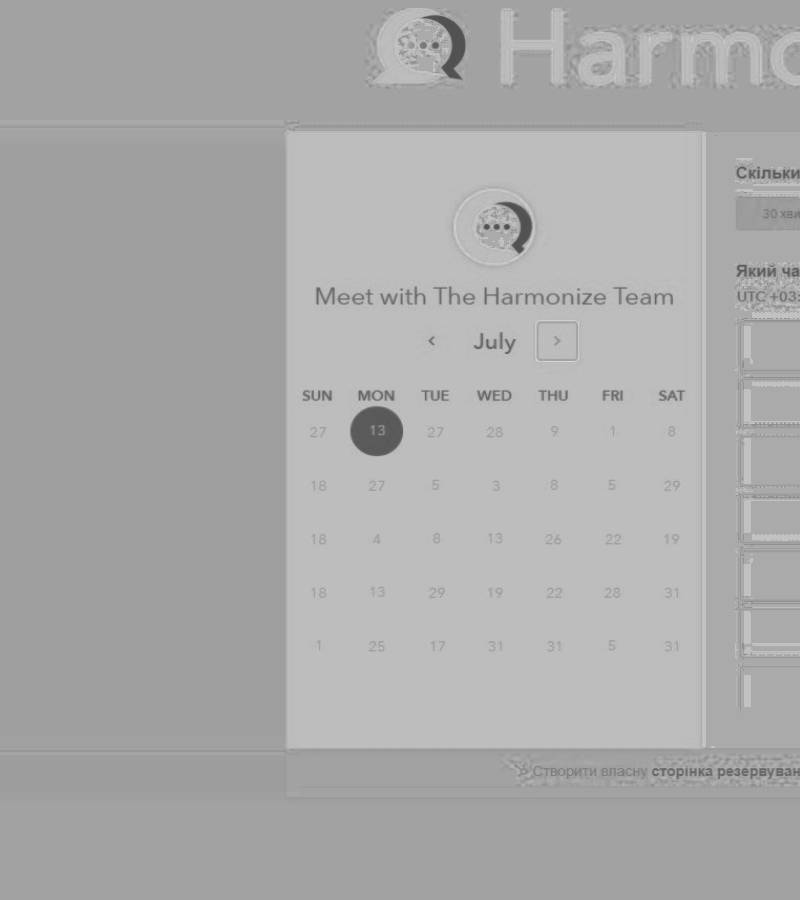 Harmo
Meet with The Harmonize Team
July
SUN MON TUE WED THU FRI SAT
27 13 27 28 9 1 8
18 27 5 3 8 5 29
18 4 8 13 26 22 19
18 13 29 19 22 28 31
1 25 17 31 31 5 31
Скільки
30 хви
Який ча
UTC +03:
Створити власну сторінка резервуван